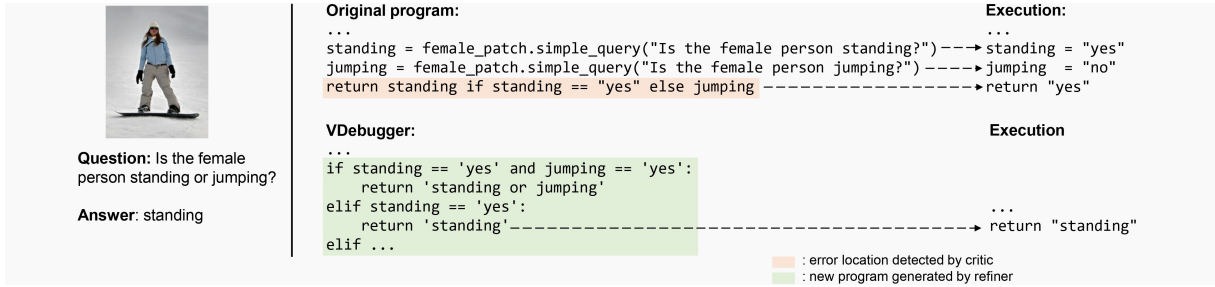 Question: Is the female
person standing or jumping?
Answer: standing
Original program:
...
standing = female_patch.simple_query("Is the female person standing?")
jumping = female_patch.simple_query("Is the female person jumping?")
return standing if standing == "yes" else jumping
Execution:
...
standing = "yes"
jumping = "no"
return "yes"
VDebugger:
...
if standing == 'yes' and jumping == 'yes':
return 'standing or jumping'
elif standing == 'yes':
return 'standing'
elif ...
Execution
...
return "standing"
: error location detected by critic
: new program generated by refiner